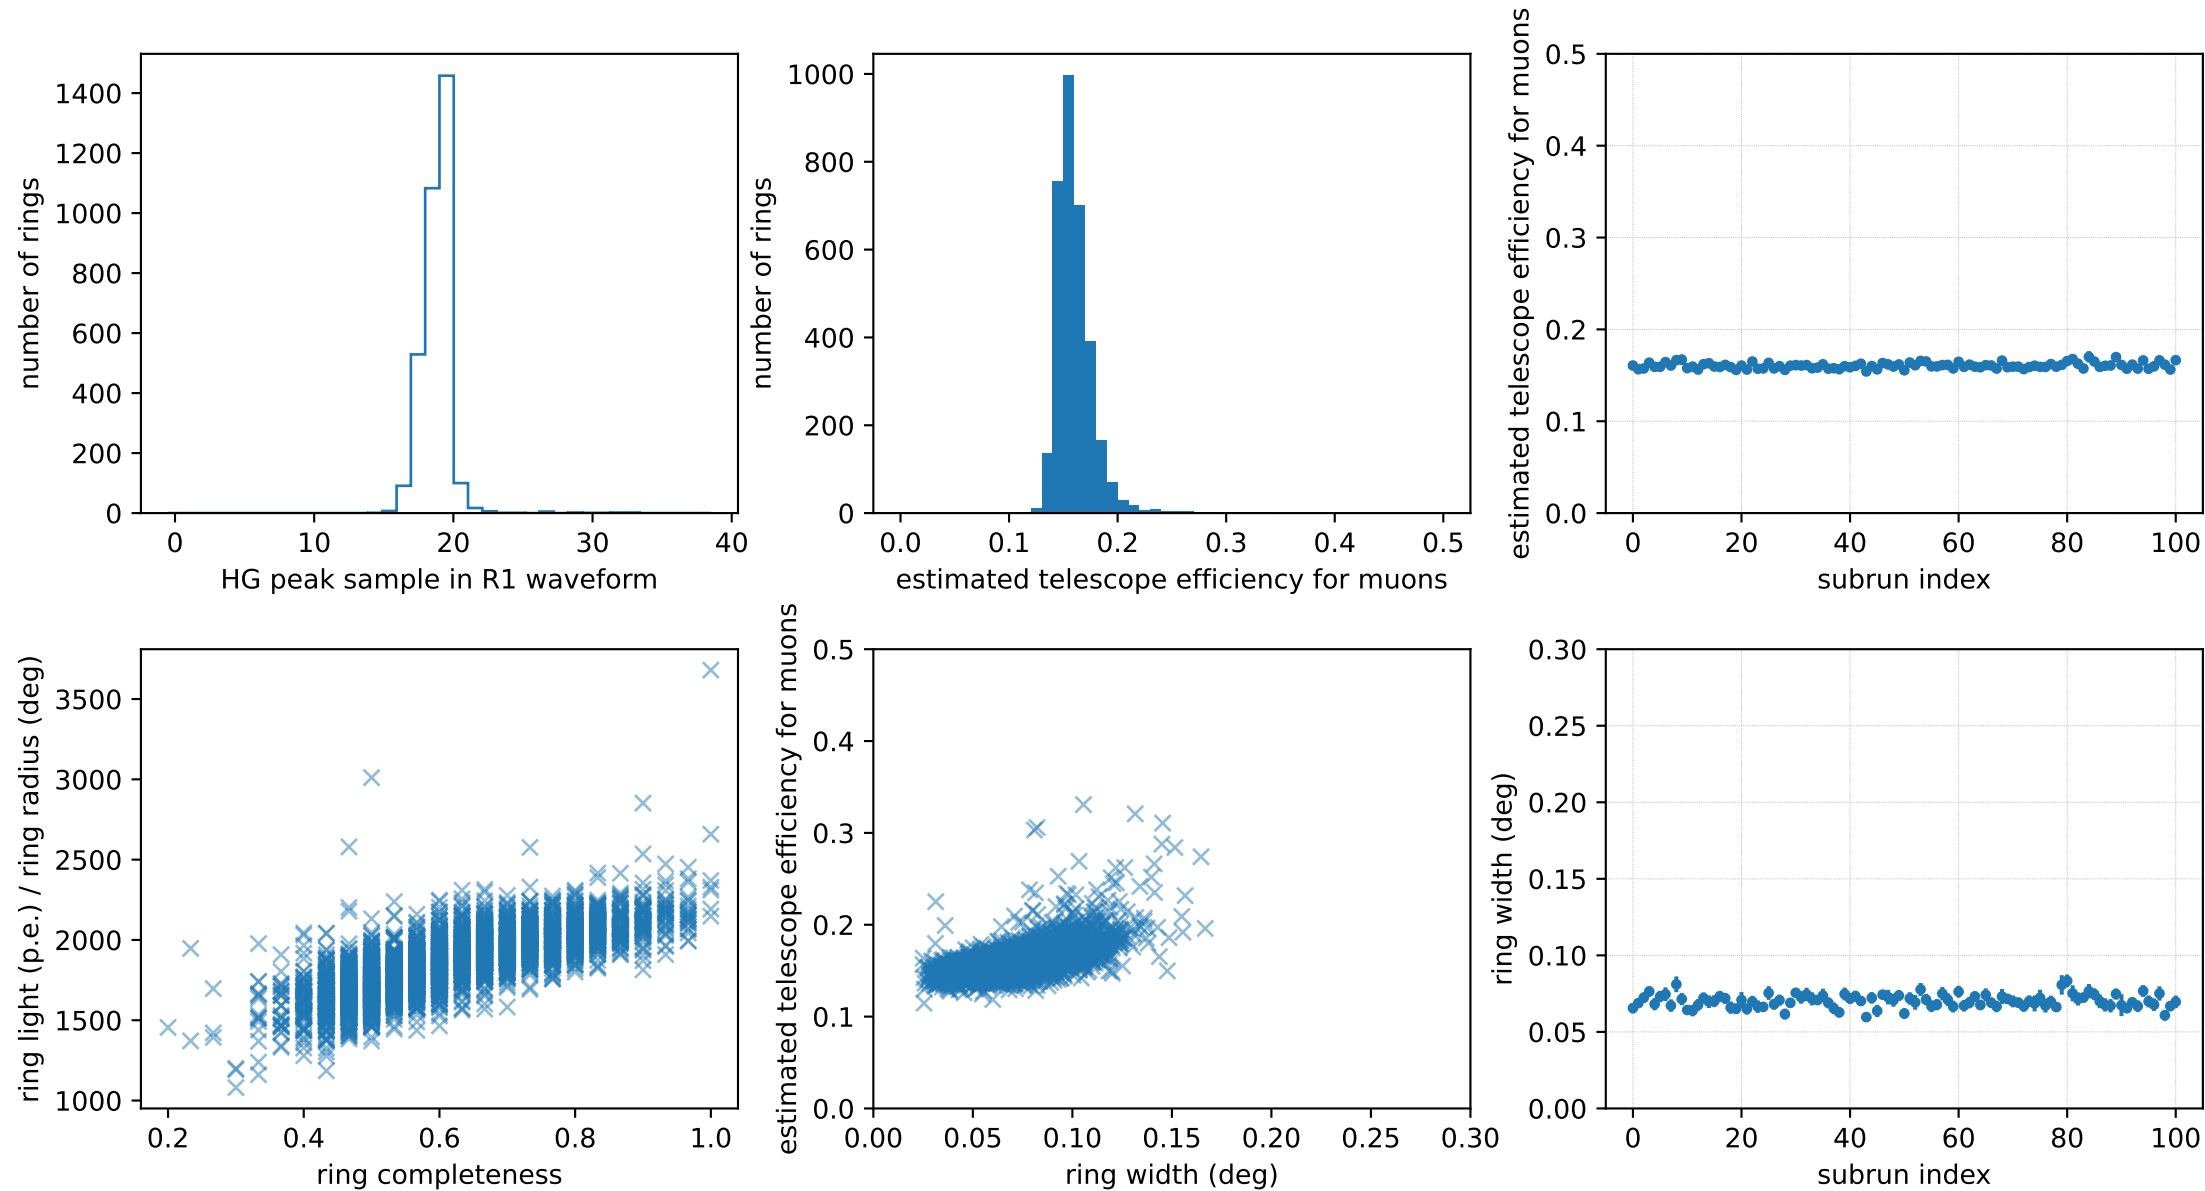 number of rings
1400
1200
1000
800
600
400
200
0
0 10 20 30 40
HG peak sample in R1 waveform
number of rings
1000
800
600
400
200
0
0.0 0.1 0.2 0.3 0.4 0.5
estimated telescope efficiency for muons
estimated telescope efficiency for muons
0.5
0.4
0.3
0.2
0.1
0.0
0 20 40 60 80 100
subrun index
ring light (p.e.) / ring radius (deg)
3500
3000
2500
2000
1500
1000
0.2 0.4 0.6 0.8 1.0
ring completeness
estimated telescope efficiency for muons
0.5
0.4
0.3
0.2
0.1
0.0
0.00 0.05 0.10 0.15 0.20 0.25 0.30
ring width (deg)
ring width (deg)
0.30
0.25
0.20
0.15
0.10
0.05
0.00
0 20 40 60 80 100
subrun index